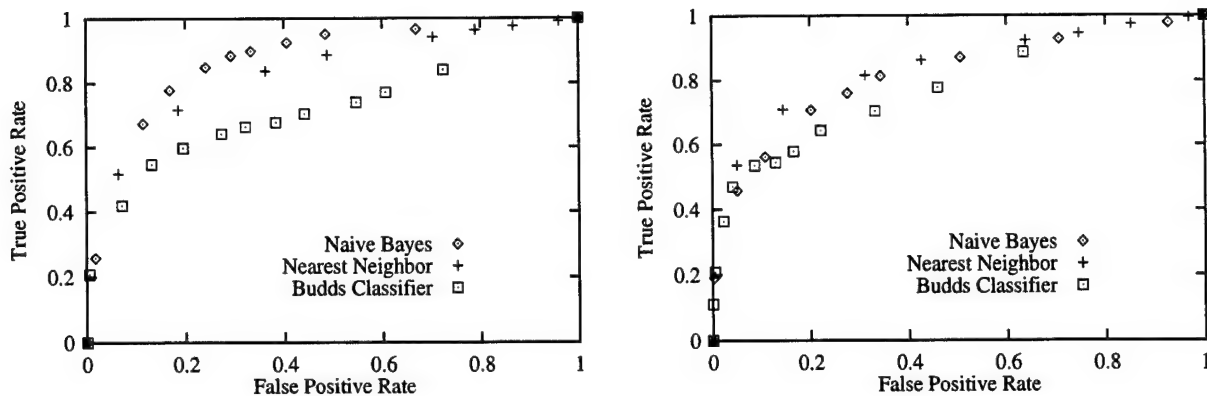 1
0.8
0.6
0.4
0.2
0
True Positive Rate
Naive Bayes
Nearest Neighbor
Budds Classifier
0 0.2 0.4 0.6 0.8 1
False Positive Rate
1
0.8
0.6
0.4
0.2
0
True Positive Rate
Naive Bayes
Nearest Neighbor
Budds Classifier
0 0.2 0.4 0.6 0.8 1
False Positive Rate